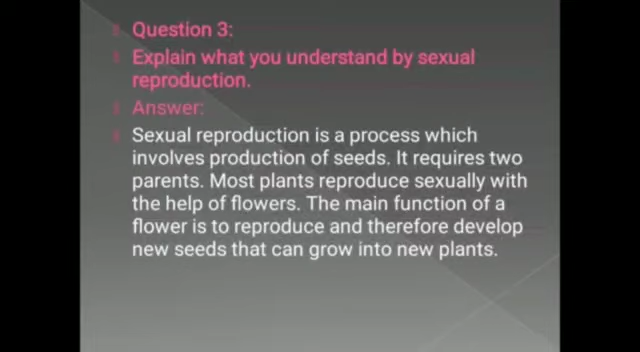 Question 3:
Explain what you understand by sexual
reproduction.
Answer:
Sexual reproduction is a process which
involves production of seeds. It requires two
parents. Most plants reproduce sexually with
the help of flowers. The main function of a
flower is to reproduce and therefore develop
new seeds that can grow into new plants.